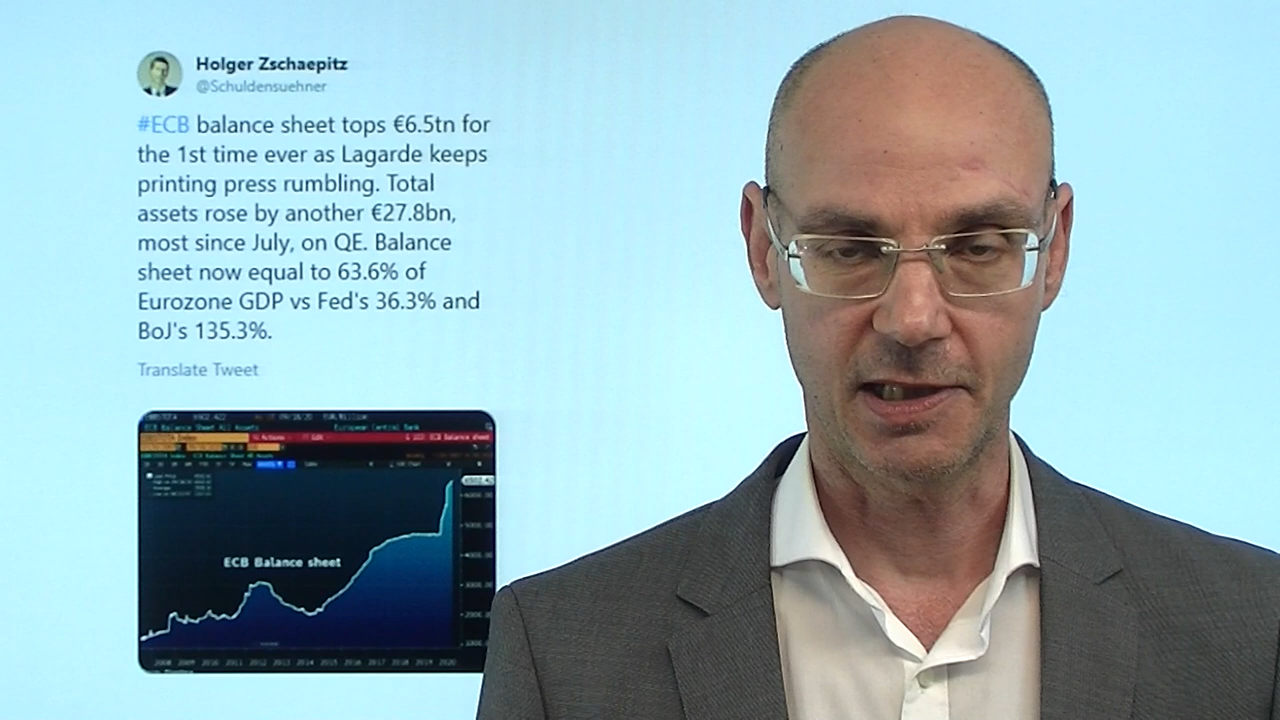 Holger Zschaepitz
@Schuldensuehner
#ECB balance sheet tops €6.5tn for
the 1st time ever as Lagarde keeps
printing press rumbling. Total
assets rose by another €27.8bn,
most since July, on QE. Balance
sheet now equal to 63.6% of
Eurozone GDP vs Fed's 36.3% and
BoJ's 135.3%.
Translate Tweet
ECB Balance Sheet All Assets
European Central Bank
ECB Balance sheet
2008 2009 2010 2011 2012 2013 2014 2015 2016 2017 2018 2019 2020